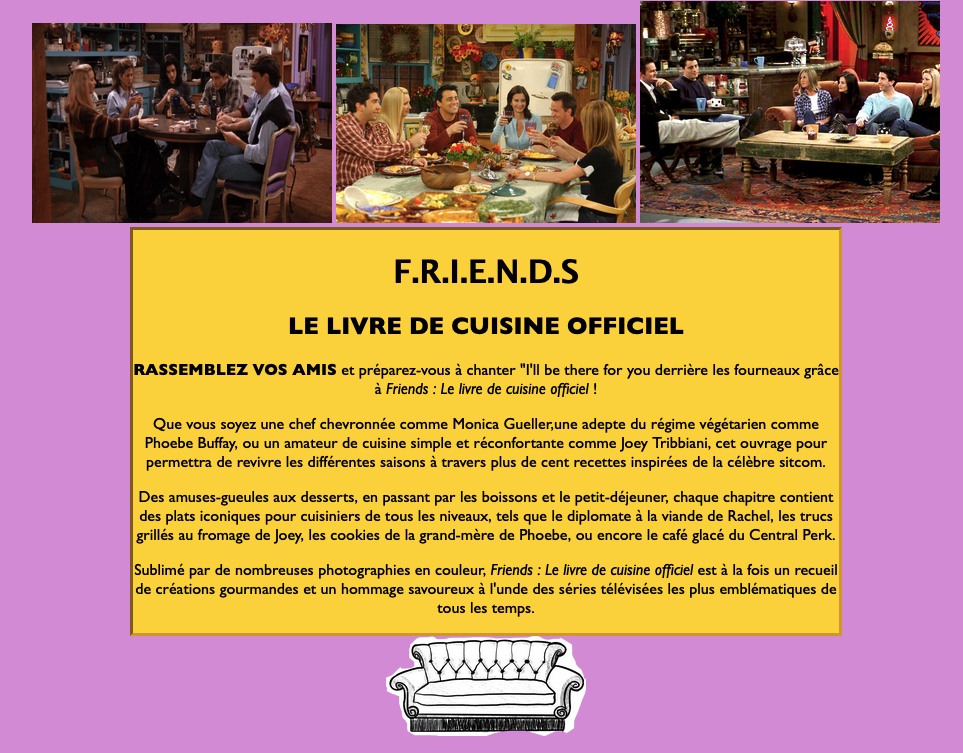 F.R.I.E.N.D.S
LE LIVRE DE CUISINE OFFICIEL
RASSEMBLEZ VOS AMIS et préparez-vous à chanter "I'll be there for you derrière les fourneaux grâce
à Friends : Le livre de cuisine officiel !
Que vous soyez une chef chevronnée comme Monica Gueller,une adepte du régime végétarien comme
Phoebe Buffay, ou un amateur de cuisine simple et réconfortante comme Joey Tribbiani, cet ouvrage pour
permettra de revivre les différentes saisons à travers plus de cent recettes inspirées de la célèbre sitcom.
Des amuses-gueules aux desserts, en passant par les boissons et le petit-déjeuner, chaque chapitre contient
des plats iconiques pour cuisiniers de tous les niveaux, tels que le diplomate à la viande de Rachel, les trucs
grillés au fromage de Joey, les cookies de la grand-mère de Phoebe, ou encore le café glacé du Central Perk.
Sublimé par de nombreuses photographies en couleur, Friends : Le livre de cuisine officiel est à la fois un recueil
de créations gourmandes et un hommage savoureux à l'unde des séries télévisées les plus emblématiques de
tous les temps.